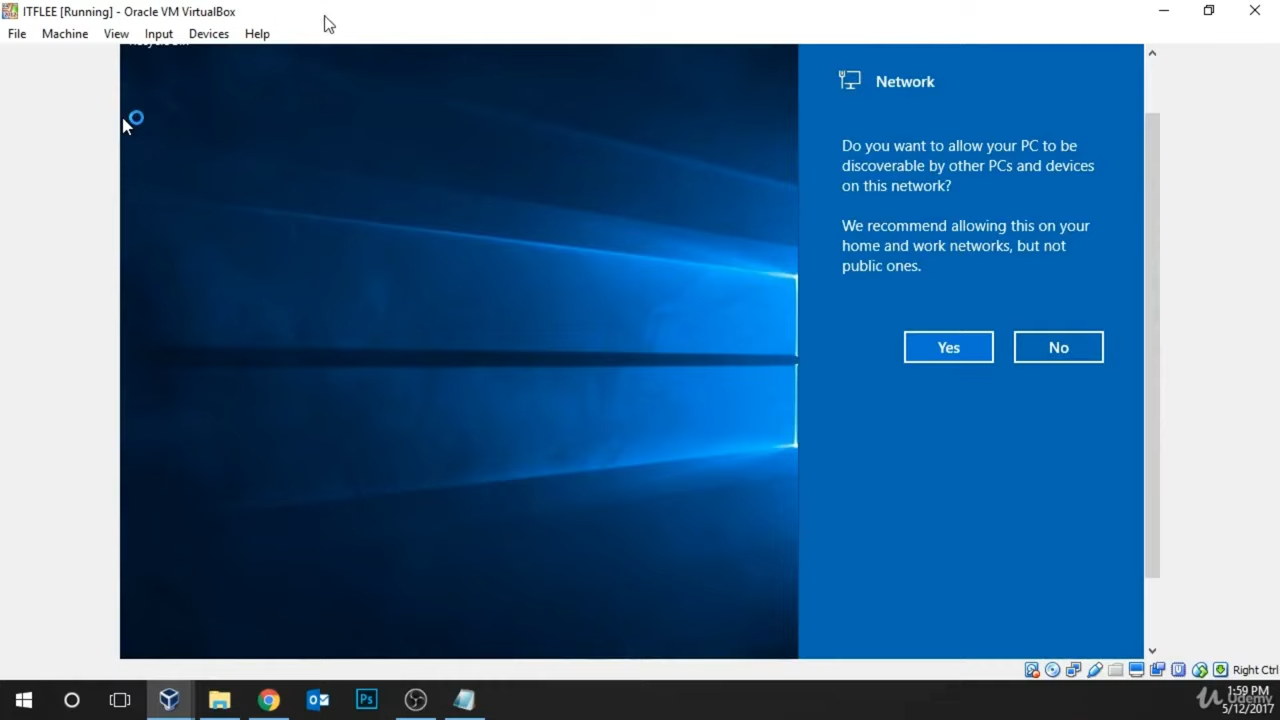 ITFLEE [Running] - Oracle VM VirtualBox
File Machine View Input Devices Help
Network
Do you want to allow your PC to be
discoverable by other PCs and devices
on this network?
We recommend allowing this on your
home and work networks, but not
public ones.
Yes No
Right Ctrl
Ps
1:59 PM
Udemy
5/12/2017